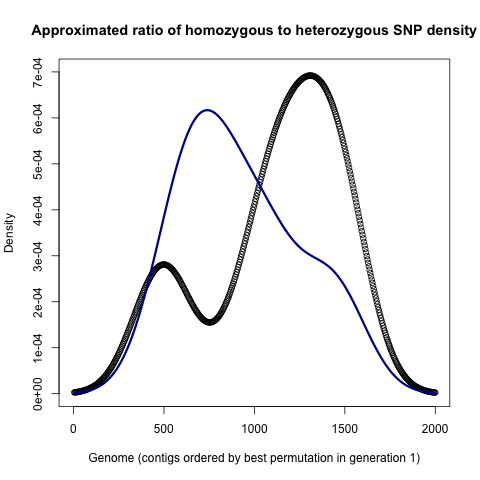 Approximated ratio of homozygous to heterozygous SNP density
7e-04
6e-04
5e-04
4e-04
3e-04
2e-04
1e-04
0e+00
Density
0 500 1000 1500 2000
Genome (contigs ordered by best permutation in generation 1)